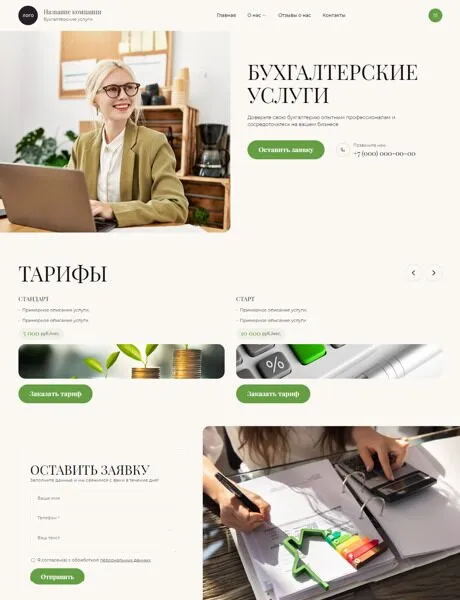 ЛОГО
Название компании
Бухгалтерские услуги
Главная О нас Отзывы о нас Контакты
БУХГАЛТЕРСКИЕ
УСЛУГИ
Доверьте свою бухгалтерию опытным профессионалам и
сосредоточьтесь на вашем бизнесе
Оставить заявку
Позвоните нам
+7 (000) 000-00-00
ТАРИФЫ
СТАНДАРТ
- Примерное описание услуги.
- Примерное описание услуги.
5 000 руб./мес.
Заказать тариф
СТАРТ
- Примерное описание услуги.
- Примерное описание услуги.
10 000 руб./мес.
%
Заказать тариф
ОСТАВИТЬ ЗАЯВКУ
Заполните данные и мы свяжемся с вами в течение дня!
Ваше имя
Телефон *
Ваш текст
Я согласен(а) с обработкой персональных данных
Отправить